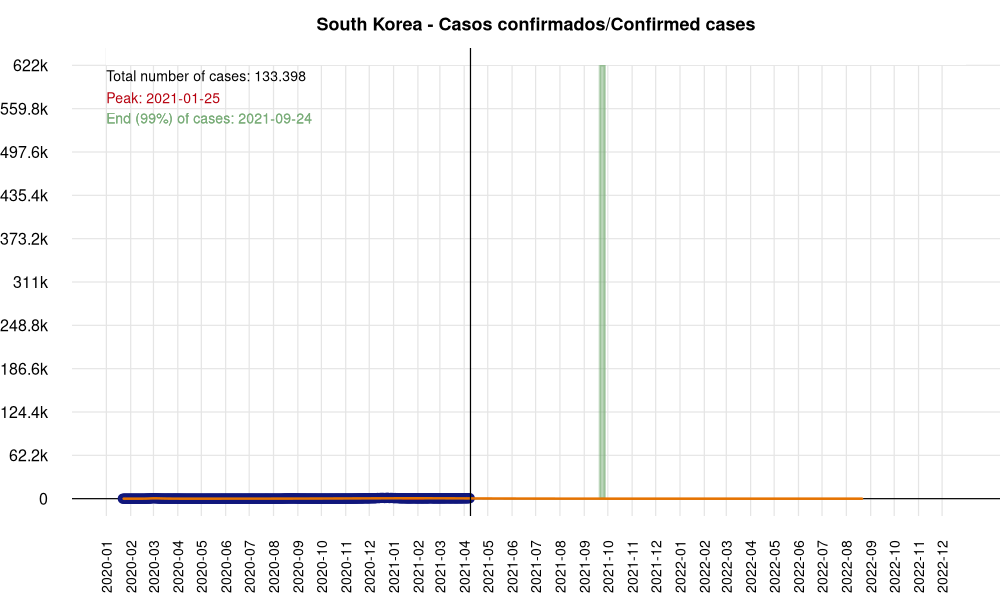 South Korea - Casos confirmados/Confirmed cases
Total number of cases: 133.398
Peak: 2021-01-25
End (99%) of cases: 2021-09-24
622k
559.8k
497.6k
435.4k
373.2k
311k
248.8k
186.6k
124.4k
62.2k
0
2020-01
2020-02
2020-03
2020-04
2020-05
2020-06
2020-07
2020-08
2020-09
2020-10
2020-11
2020-12
2021-01
2021-02
2021-03
2021-04
2021-05
2021-06
2021-07
2021-08
2021-09
2021-10
2021-11
2021-12
2022-01
2022-02
2022-03
2022-04
2022-05
2022-06
2022-07
2022-08
2022-09
2022-10
2022-11
2022-12